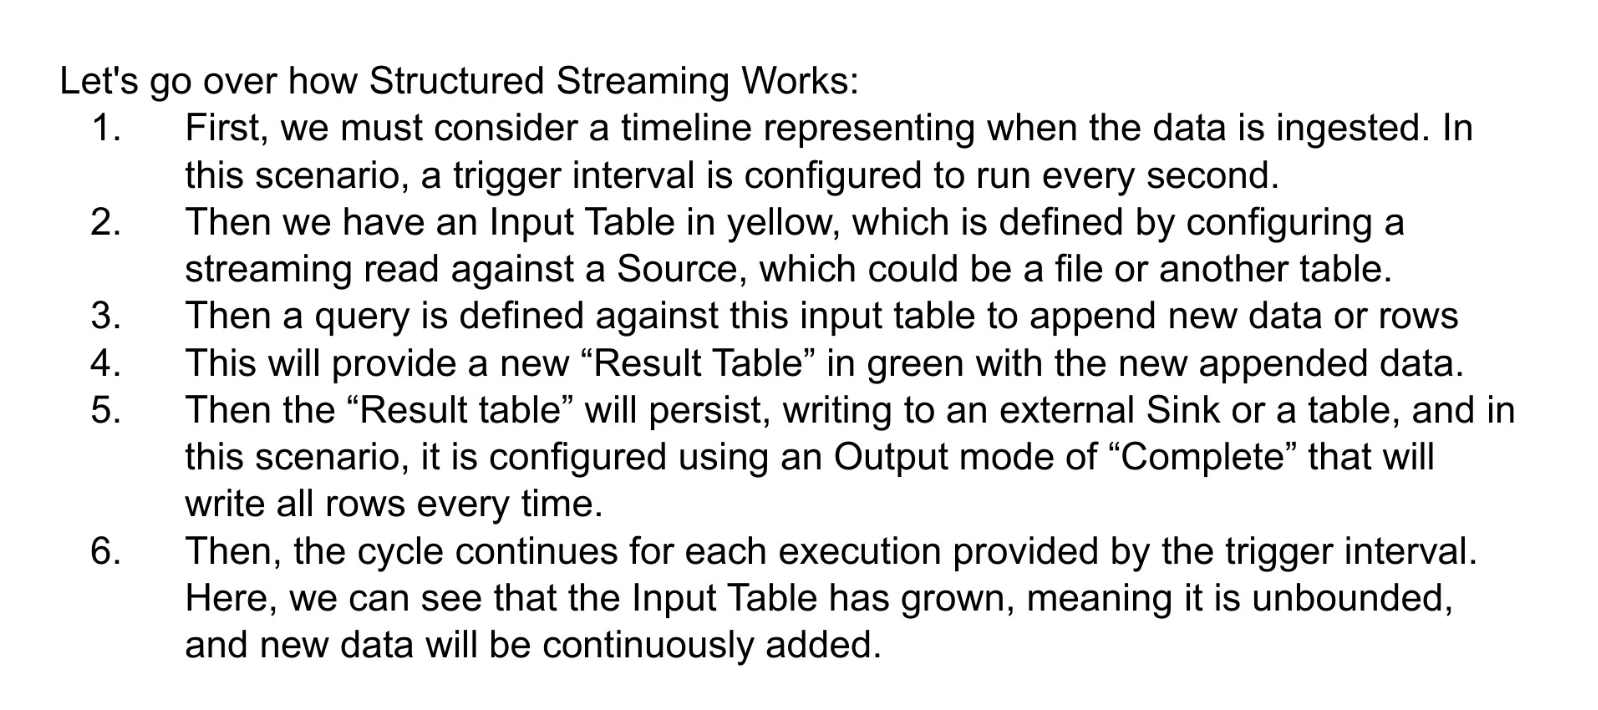 Let's go over how Structured Streaming Works:
1. First, we must consider a timeline representing when the data is ingested. In
this scenario, a trigger interval is configured to run every second.
2. Then we have an Input Table in yellow, which is defined by configuring a
streaming read against a Source, which could be a file or another table.
3. Then a query is defined against this input table to append new data or rows
4. This will provide a new “Result Table” in green with the new appended data.
5. Then the “Result table” will persist, writing to an external Sink or a table, and in
this scenario, it is configured using an Output mode of “Complete” that will
write all rows every time.
6. Then, the cycle continues for each execution provided by the trigger interval.
Here, we can see that the Input Table has grown, meaning it is unbounded,
and new data will be continuously added.